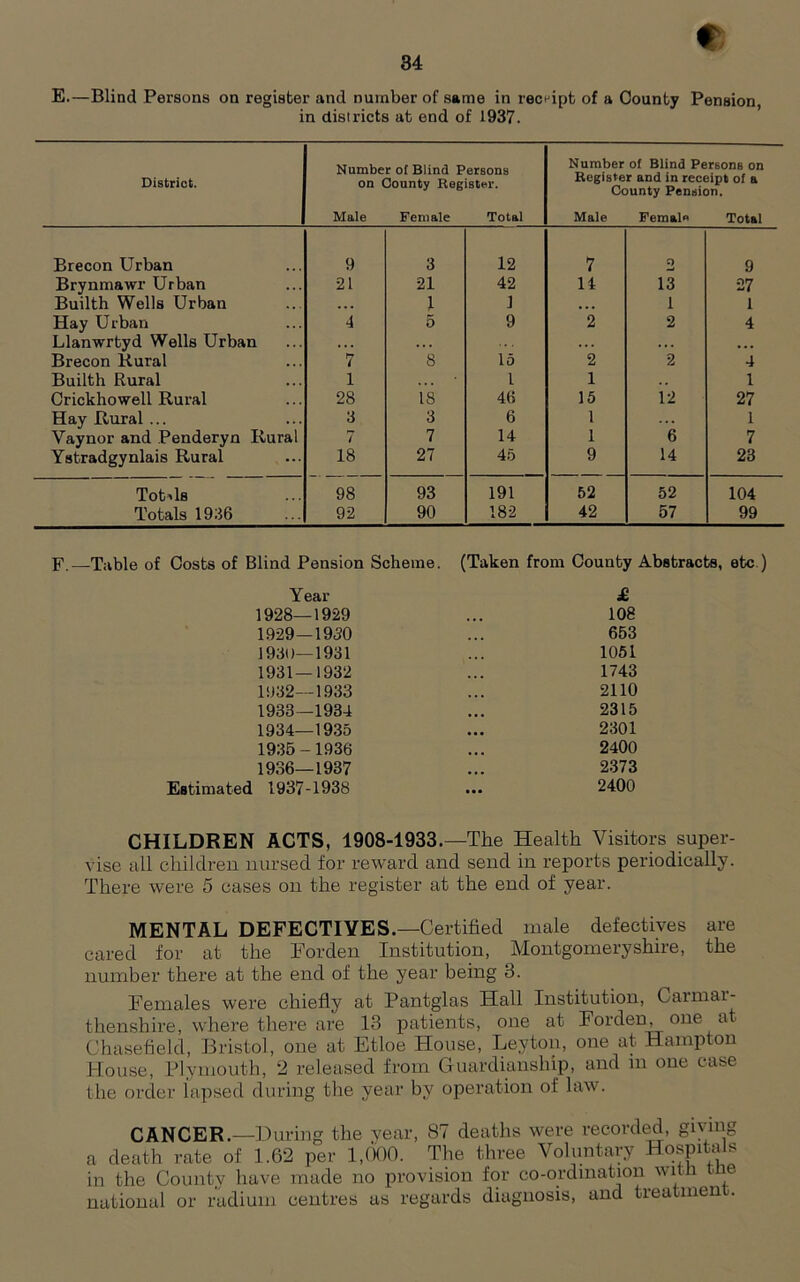 34
E.—Blind Persons on register and number of same in receipt of a County Pension,
in districts at end of 1937.
District. | Number of Blind Persons on County Register. | Number of Blind Persons on Register and in receipt of a County Pension.
Male Female Total Male Female Total
Brecon Urban ... 9 3 12 7 2 9
Brynmawr Urban ... 21 21 42 14 13 27
Builth Wells Urban ... ... 1 1 ... 1 1
Hay Urban ... 4 5 9 2 2 4
Llanwrtyd Wells Urban ... ... ... ... ... ... ...
Brecon Rural ... 7 8 15 2 2 4
Builth Rural ... 1 ... 1 1 .. 1
Crickhowell Rural ... 28 18 46 15 12 27
Hay Rural ... ... 3 3 6 1 ... 1
Vaynor and Penderyn Rural 7 7 14 1 6 7
Ystradgynlais Rural ... 18 27 45 9 14 23
Totals ... 98 93 191 52 52 104
Totals 1936 ... 92 90 182 42 57 99
F.—Table of Costs of Blind Pension Scheme. (Taken from County Abstracts, etc.)
Year £
1928—1929 ... 108
1929—1930 ... 653
1930—1931 ... 1051
1931—1932 ... 1743
1932—1933 ... 2110
1933—1934 ... 2315
1934—1935 ... 2301
1935-1936 ... 2400
1936—1937 ... 2373
Estimated 1937-1938 ... 2400
CHILDREN ACTS, 1908-1933.—The Health Visitors super-
vise all children nursed for reward and send in reports periodically.
There were 5 cases on the register at the end of year.
MENTAL DEFECTIVES.—Certified male defectives are
cared for at the Forden Institution, Montgomeryshire, the
number there at the end of the year being 3.
Females were chiefly at Pantglas Hall Institution, Carmar-
thenshire, where there are 13 patients, one at Forden, one at
Chasefield, Bristol, one at Etloe House, Leyton, one at Hampton
House, Plymouth, 2 released from Guardianship, and in one case
the order lapsed during the year by operation of law.
CANCER.—During the year, 87 deaths were recorded, giving
a death rate of 1.62 per 1,000. The three Voluntary Hospitals
in the County have made no provision for co-ordination with the
national or radium centres as regards diagnosis, and treatment.